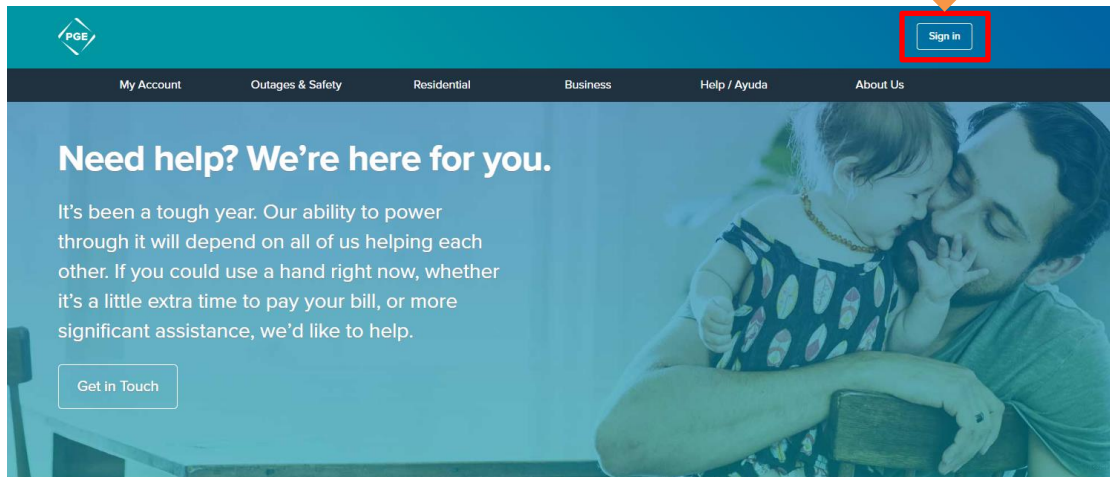 PGE
Sign in
My Account Outages & Safety Residential Business Help / Ayuda About Us
Need help? We're here for you.
It's been a tough year. Our ability to power
through it will depend on all of us helping each
other. If you could use a hand right now, whether
it's a little extra time to pay your bill, or more
significant assistance, we'd like to help.
Get in Touch